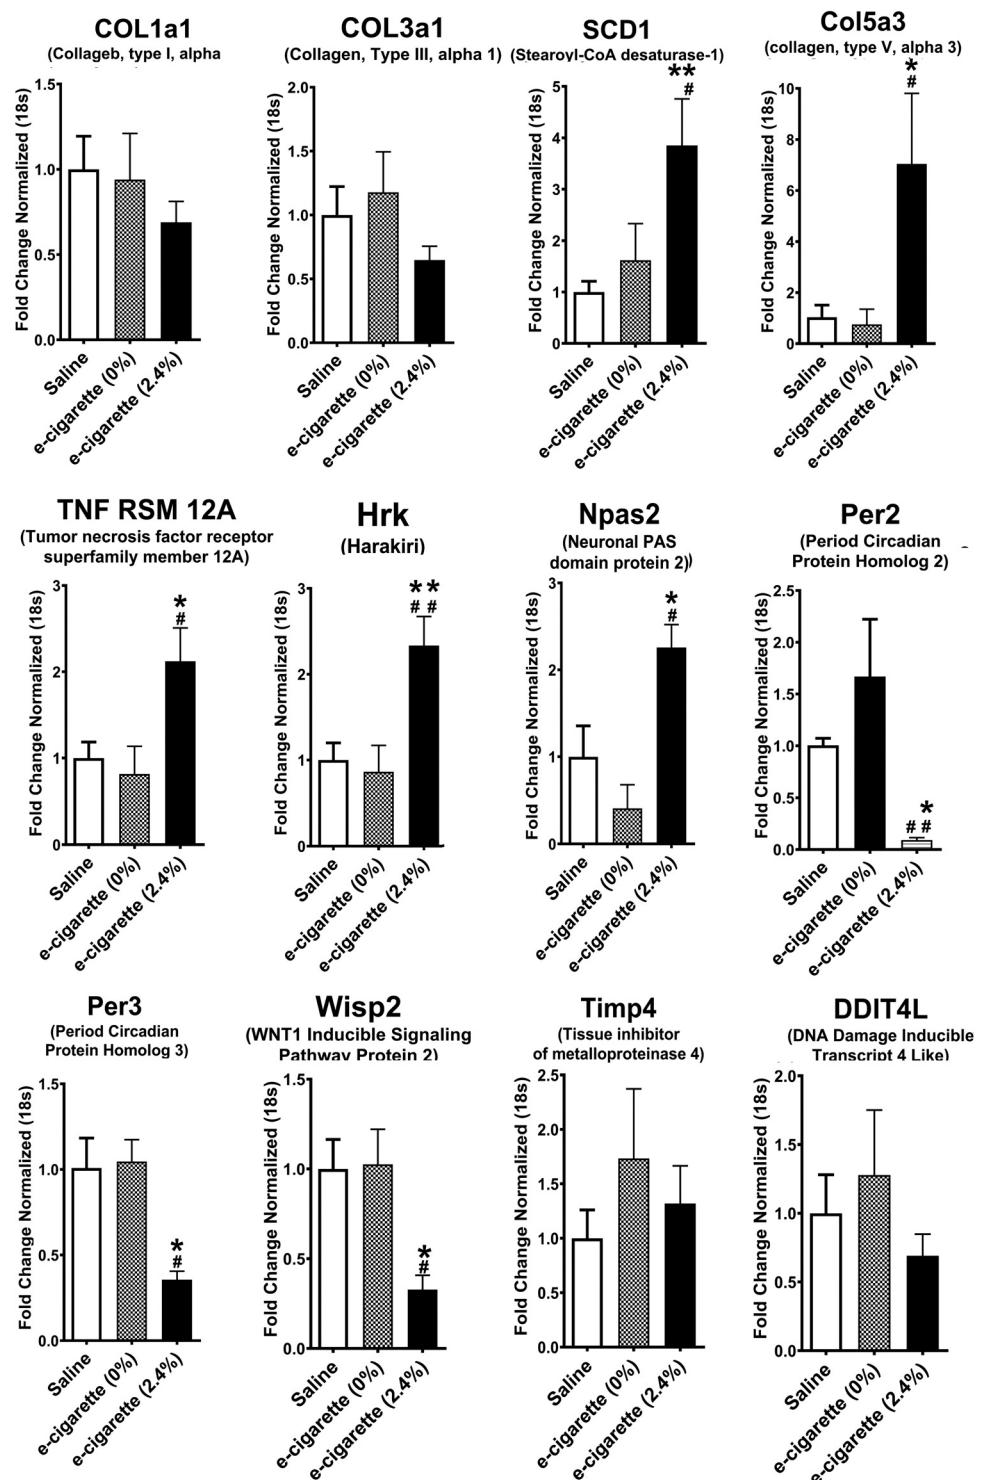 COL1a1
(Collageb, type I, alpha
Fold Change Normalized (18s)
1.5
1.0
0.5
0.0
Saline
e-cigarette (0%)
e-cigarette (2.4%)
COL3a1
(Collagen, Type III, alpha 1)
Fold Change Normalized (18s)
2.0
1.5
1.0
0.5
0.0
Saline
e-cigarette (0%)
e-cigarette (2.4%)
SCD1
(Stearoyl-CoA desaturase-1)
**
#
Fold Change Normalized (18s)
5
4
3
2
1
0
Saline
e-cigarette (0%)
e-cigarette (2.4%)
Col5a3
(collagen, type V, alpha 3)
*
#
Fold Change Normalized (18s)
10
8
6
4
2
0
Saline
e-cigarette (0%)
e-cigarette (2.4%)
TNF RSM 12A
(Tumor necrosis factor receptor
superfamily member 12A)
*
#
Fold Change Normalized (18s)
3
2
1
0
Saline
e-cigarette (0%)
e-cigarette (2.4%)
Hrk
(Harakiri)
* *
# #
Fold Change Normalized (18s)
3
2
1
0
Saline
e-cigarette (0%)
e-cigarette (2.4%)
Npas2
(Neuronal PAS
domain protein 2))
*
#
Fold Change Normalized (18s)
3
2
1
0
Saline
e-cigarette (0%)
e-cigarette (2.4%)
Per2
(Period Circadian
Protein Homolog 2)
*
# #
Fold Change Normalized (18s)
2.5
2.0
1.5
1.0
0.5
0.0
Saline
e-cigarette (0%)
e-cigarette (2.4%)
Per3
(Period Circadian
Protein Homolog 3)
*
#
Fold Change Normalized (18s)
1.5
1.0
0.5
0.0
Saline
e-cigarette (0%)
e-cigarette (2.4%)
Wisp2
(WNT1 Inducible Signaling
Pathway Protein 2)
*
#
Fold Change Normalized (18s)
1.5
1.0
0.5
0.0
Saline
e-cigarette (0%)
e-cigarette (2.4%)
Timp4
(Tissue inhibitor
of metalloproteinase 4)
Fold Change Normalized (18s)
2.5
2.0
1.5
1.0
0.5
0.0
Saline
e-cigarette (0%)
e-cigarette (2.4%)
DDIT4L
(DNA Damage Inducible
Transcript 4 Like)
Fold Change Normalized (18s)
2.0
1.5
1.0
0.5
0.0
Saline
e-cigarette (0%)
e-cigarette (2.4%)